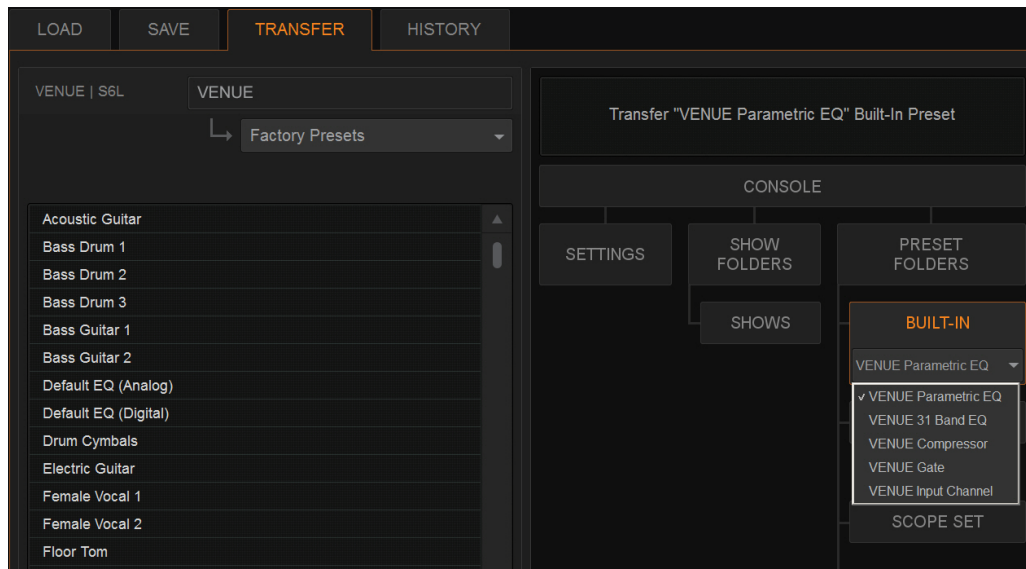 LOAD
SAVE
TRANSFER
HISTORY
VENUE | S6L
VENUE
Factory Presets
Acoustic Guitar
Bass Drum 1
Bass Drum 2
Bass Drum 3
Bass Guitar 1
Bass Guitar 2
Default EQ (Analog)
Default EQ (Digital)
Drum Cymbals
Electric Guitar
Female Vocal 1
Female Vocal 2
Floor Tom
Transfer "VENUE Parametric EQ" Built-In Preset
CONSOLE
SETTINGS
SHOW
FOLDERS
PRESET
FOLDERS
SHOWS
BUILT-IN
VENUE Parametric EQ
VENUE Parametric EQ
VENUE 31 Band EQ
VENUE Compressor
VENUE Gate
VENUE Input Channel
SCOPE SET